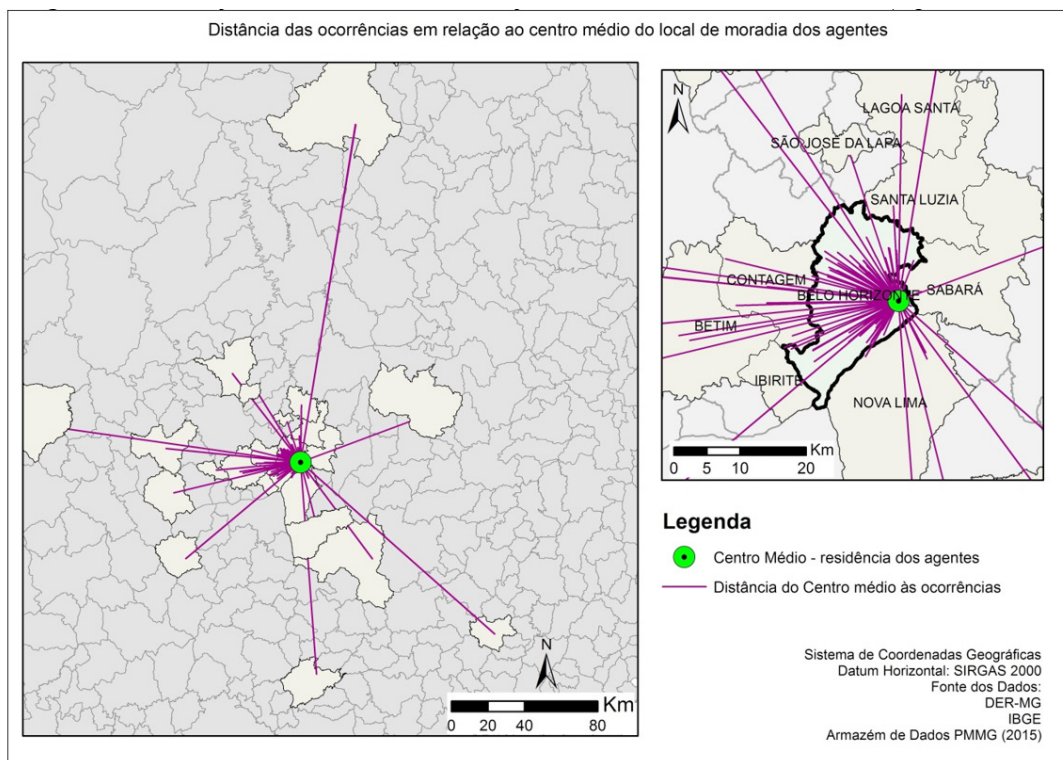 Distância das ocorrências em relação ao centro médio do local de moradia dos agentes
N
Km
0 20 40 80
N
LAGOA SANTA
SÃO JOSÉ DA LAPA
SANTA LUZIA
CONTAGEM
BELO HORIZONTE
SABARÁ
BETIM
IBIRITÉ
NOVA LIMA
Km
0 5 10 20
Legenda
Centro Médio - residência dos agentes
Distância do Centro médio às ocorrências
Sistema de Coordenadas Geográficas
Datum Horizontal: SIRGAS 2000
Fonte dos Dados:
DER-MG
IBGE
Armazém de Dados PMMG (2015)